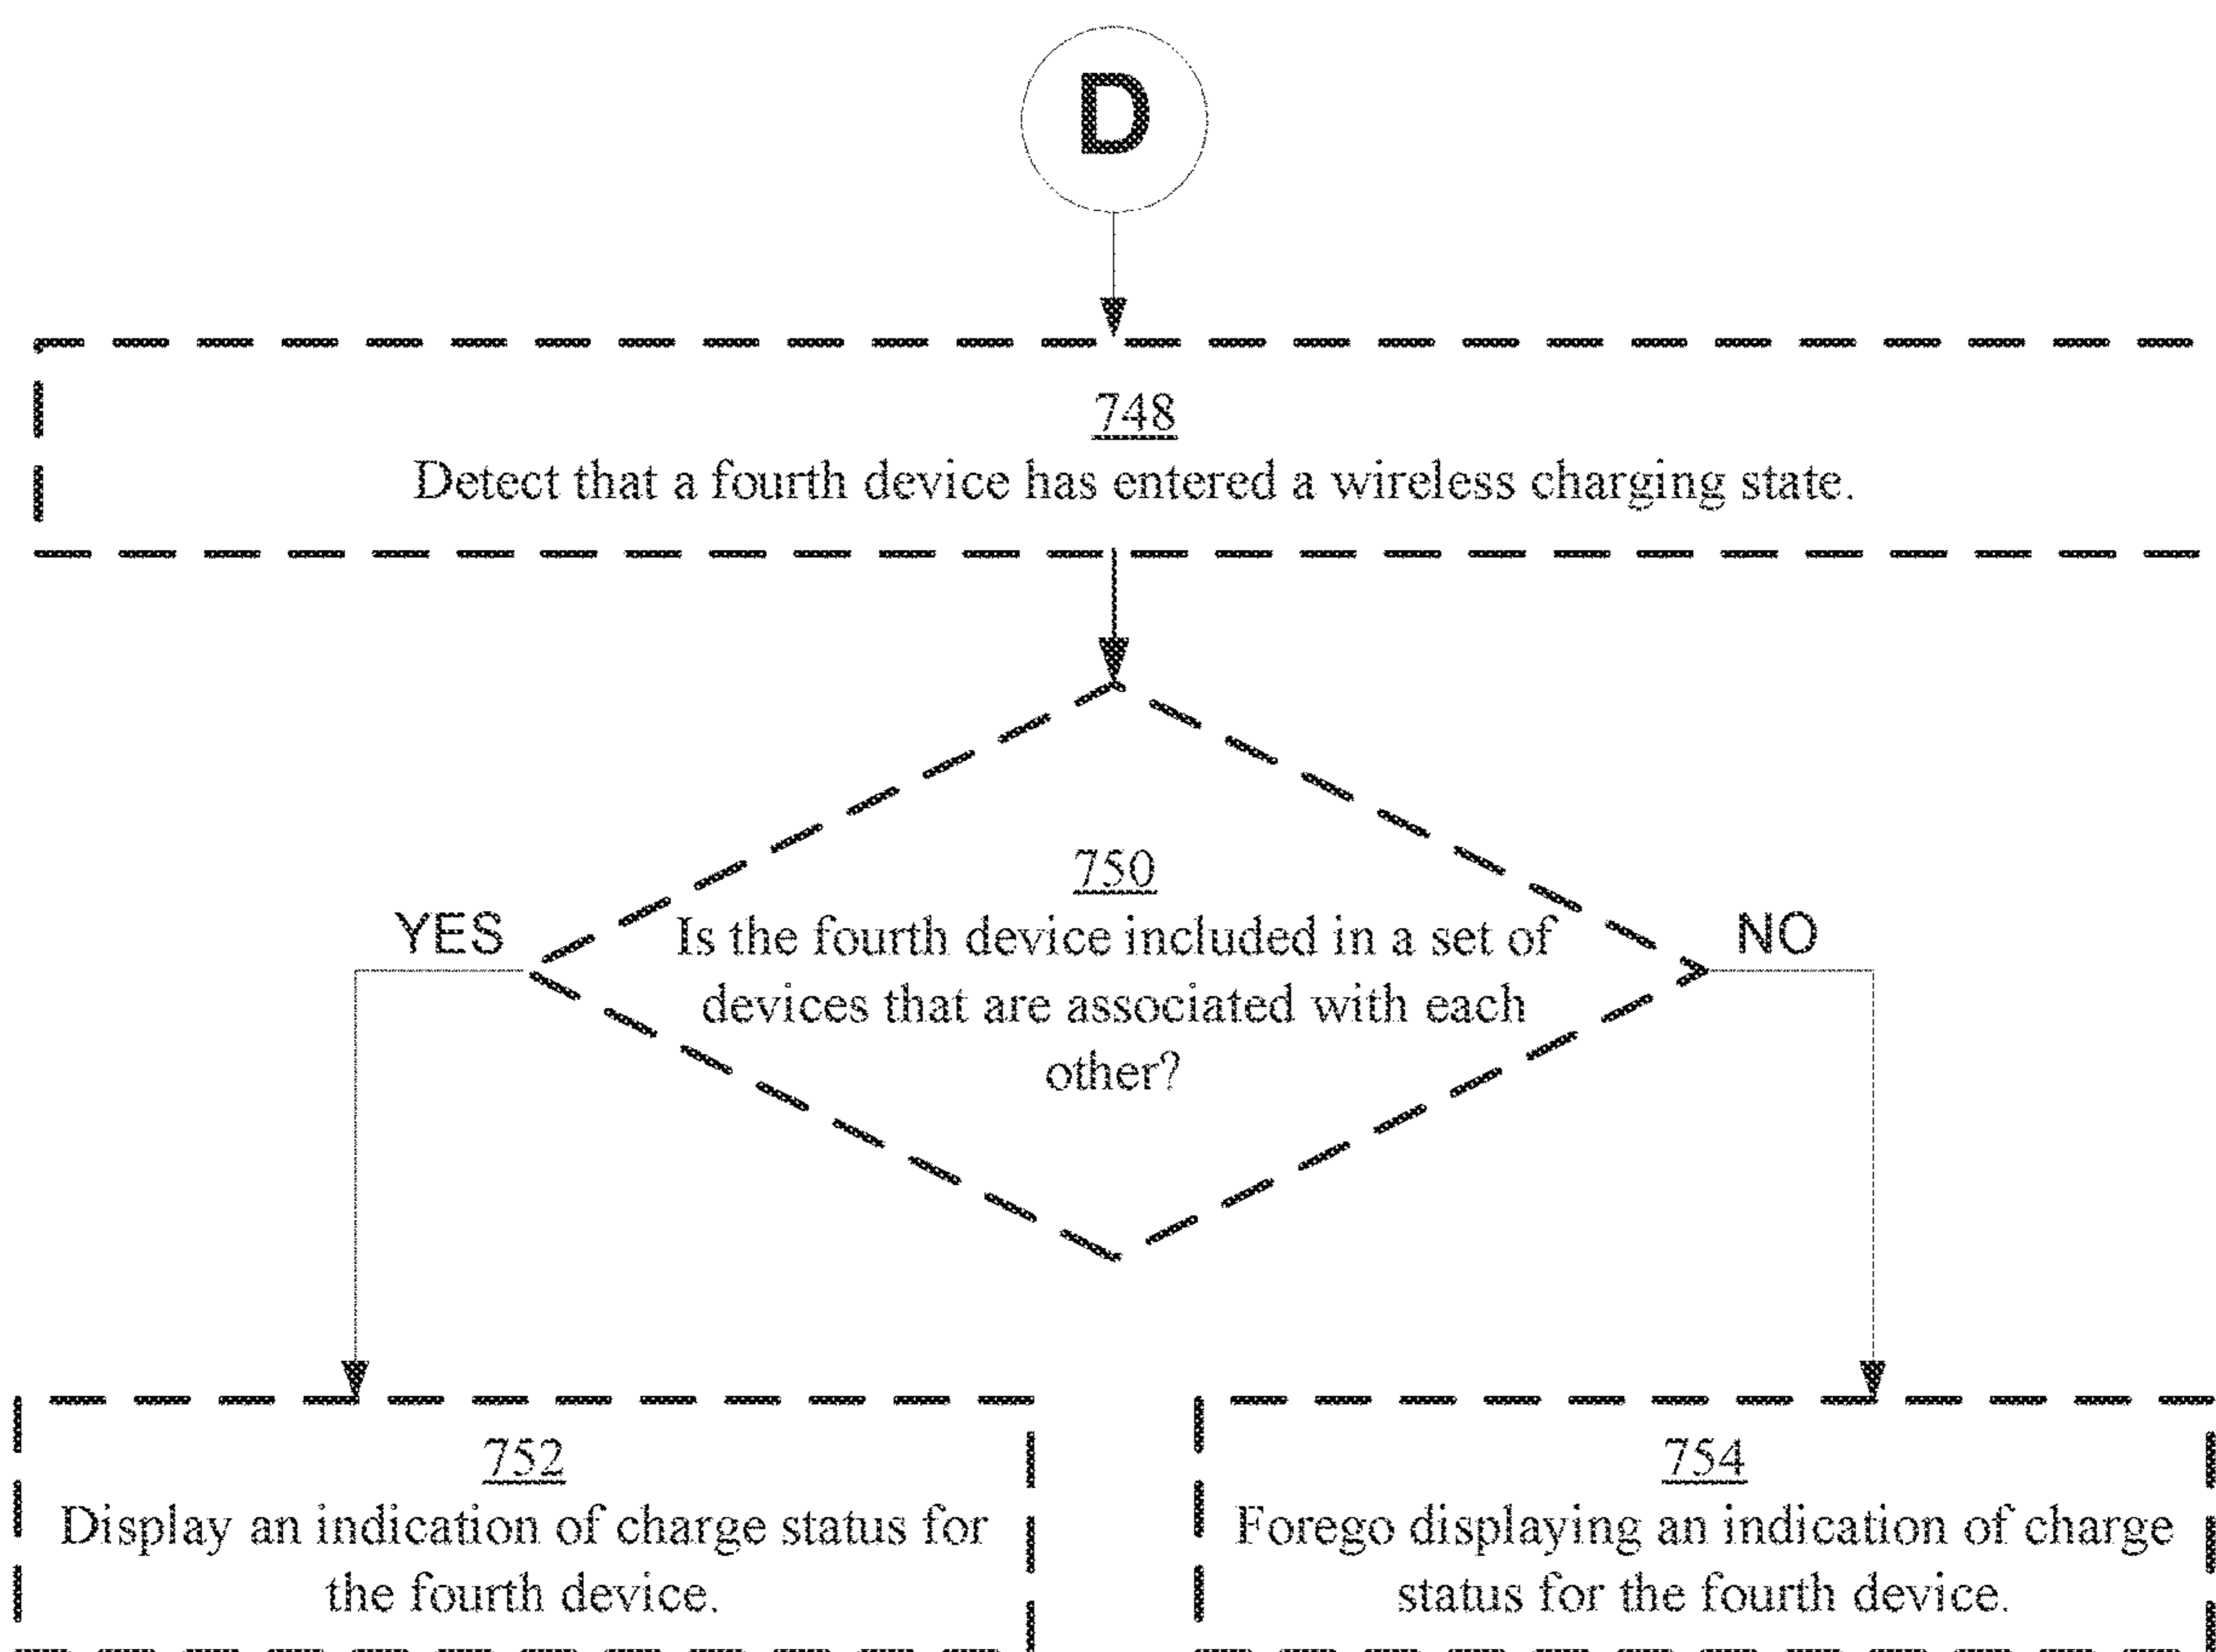 D
748
Detect that a fourth device has entered a wireless charging state.
750
Is the fourth device included in a set of
devices that are associated with each
other?
YES
NO
752
Display an indication of charge status for
the fourth device.
754
Forego displaying an indication of charge
status for the fourth device.